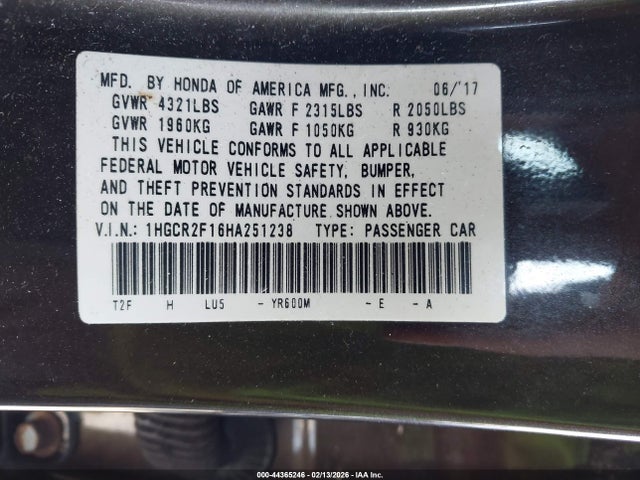 MFD. BY HONDA OF AMERICA MFG., INC. 06/'17
GVWR 4321LBS GAWR F 2315LBS R 2050LBS
GVWR 1960KG GAWR F 1050KG R 930KG
THIS VEHICLE CONFORMS TO ALL APPLICABLE
FEDERAL MOTOR VEHICLE SAFETY, BUMPER,
AND THEFT PREVENTION STANDARDS IN EFFECT
ON THE DATE OF MANUFACTURE SHOWN ABOVE.
V.I.N.: 1HGCR2F16HA251238 TYPE: PASSENGER CAR
T2F H LU5 - YR600M - E - A
000-44365246 - 02/13/2026 - IAA Inc.